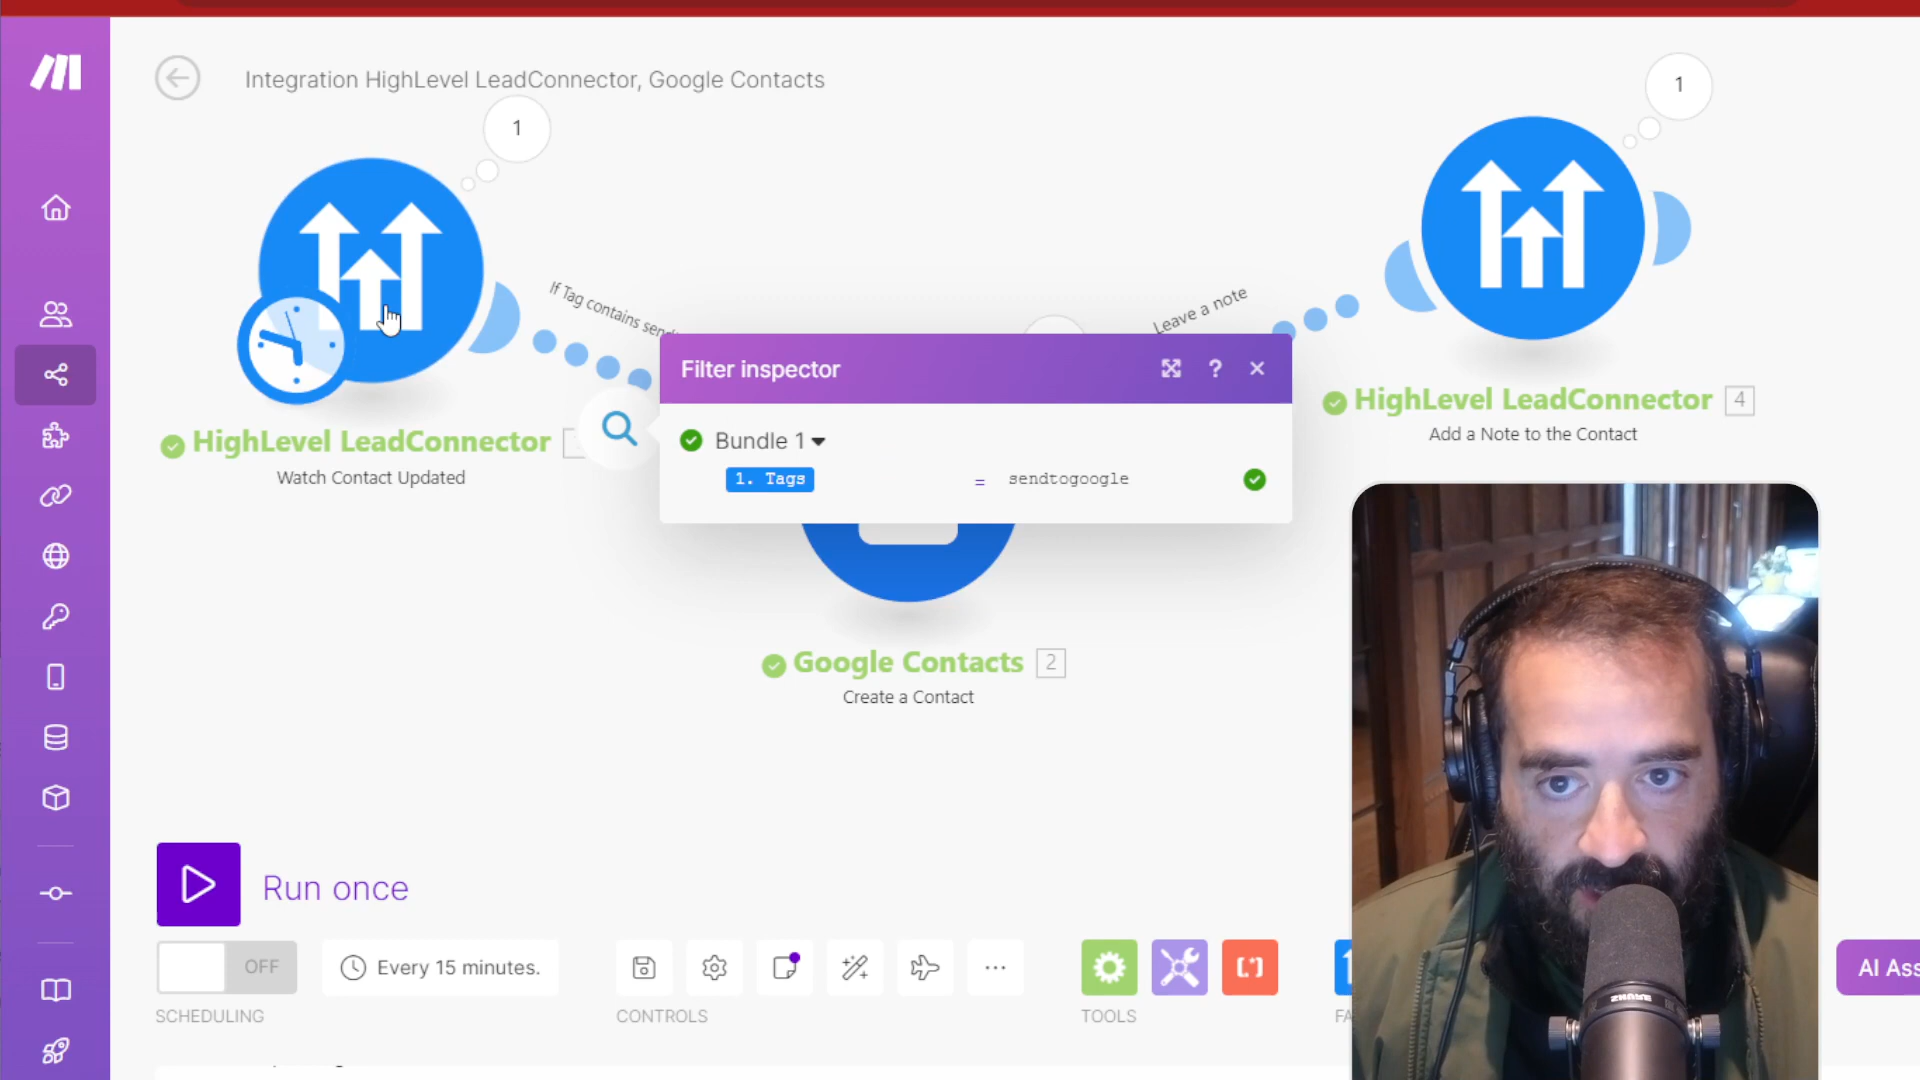 Integration HighLevel LeadConnector, Google Contacts
1
1
If Tag contains send
Leave a note
Filter inspector
?
Bundle 1
1. Tags = sendtogoogle
HighLevel LeadConnector
Watch Contact Updated
HighLevel LeadConnector 4
Add a Note to the Contact
Google Contacts 2
Create a Contact
Run once
OFF
Every 15 minutes.
AI Ass
SCHEDULING
CONTROLS
TOOLS
FA